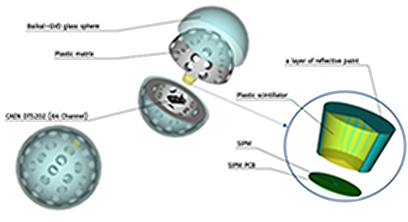 Baikal-GVD glass sphere
Plastic matrix
a layer of reflective paint
Plastic scintillator
CAEN DT5202 (64 Channel)
SiPM
SiPM PCB